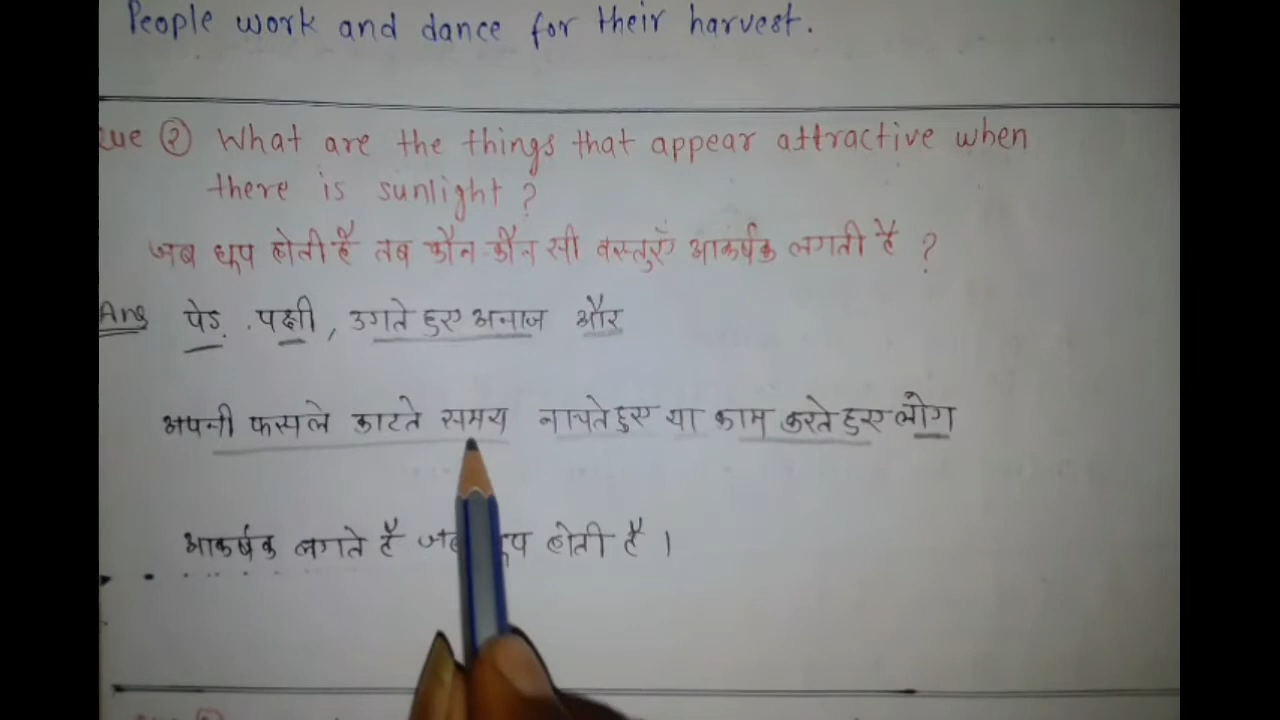 People work and dance for their harvest.
Que ② What are the things that appear attractive when
there is sunlight ?
जब धूप होती है तब कौन-कौन सी वस्तुएँ आकर्षक लगती है ?
Ans पेड़ . पक्षी , उगते हुए अनाज और
अपनी फसले काटते समय नाचते हुए या काम करते हुए लोग
आकर्षक लगते है होती है ।